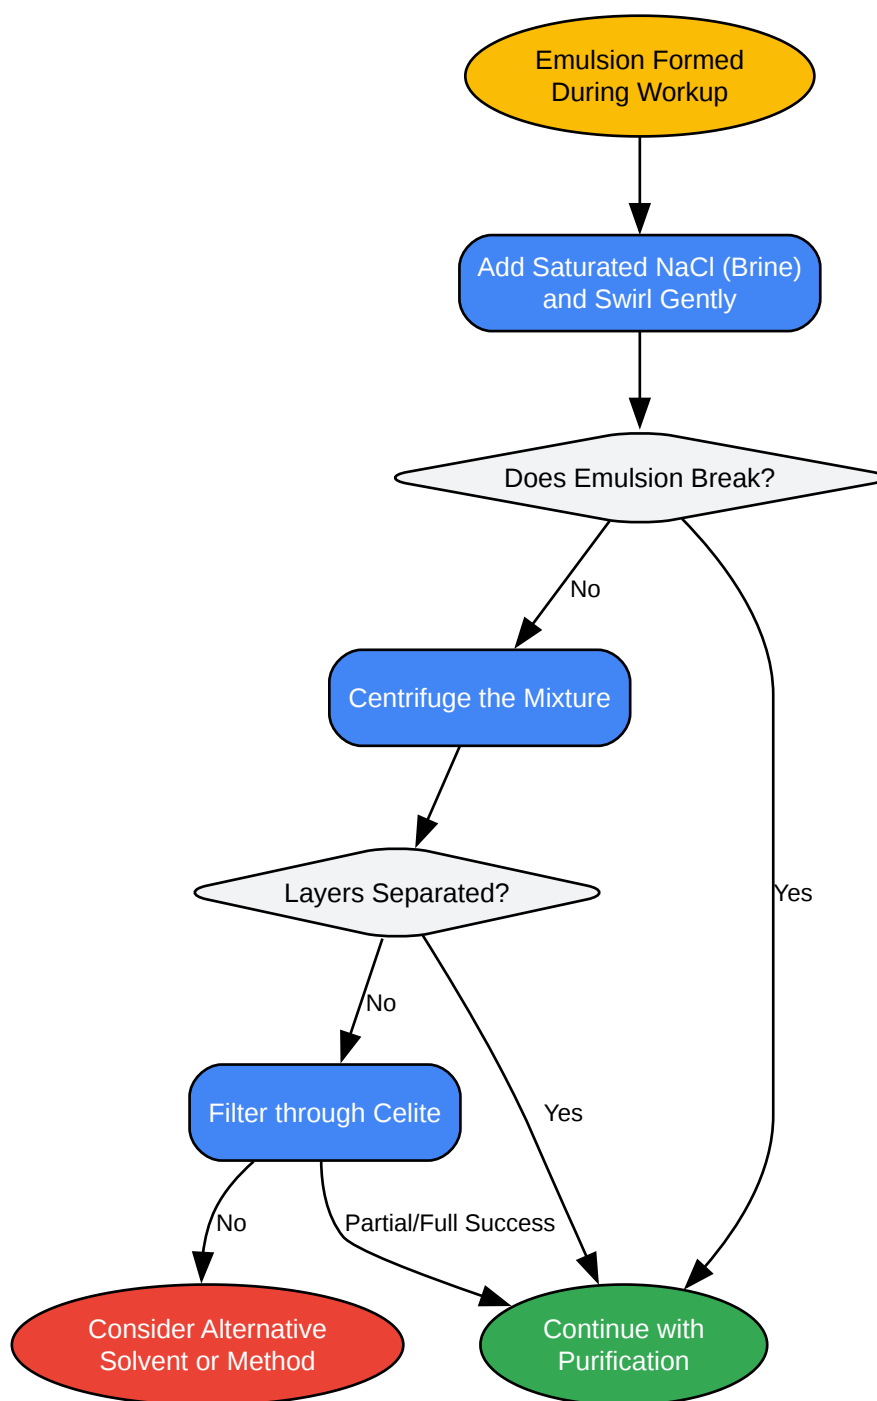 Emulsion Formed
During Workup
Add Saturated NaCl (Brine)
and Swirl Gently
Does Emulsion Break?
No
Centrifuge the Mixture
Yes
Layers Separated?
No
Filter through Celite
Yes
No
Partial/Full Success
Consider Alternative
Solvent or Method
Continue with
Purification